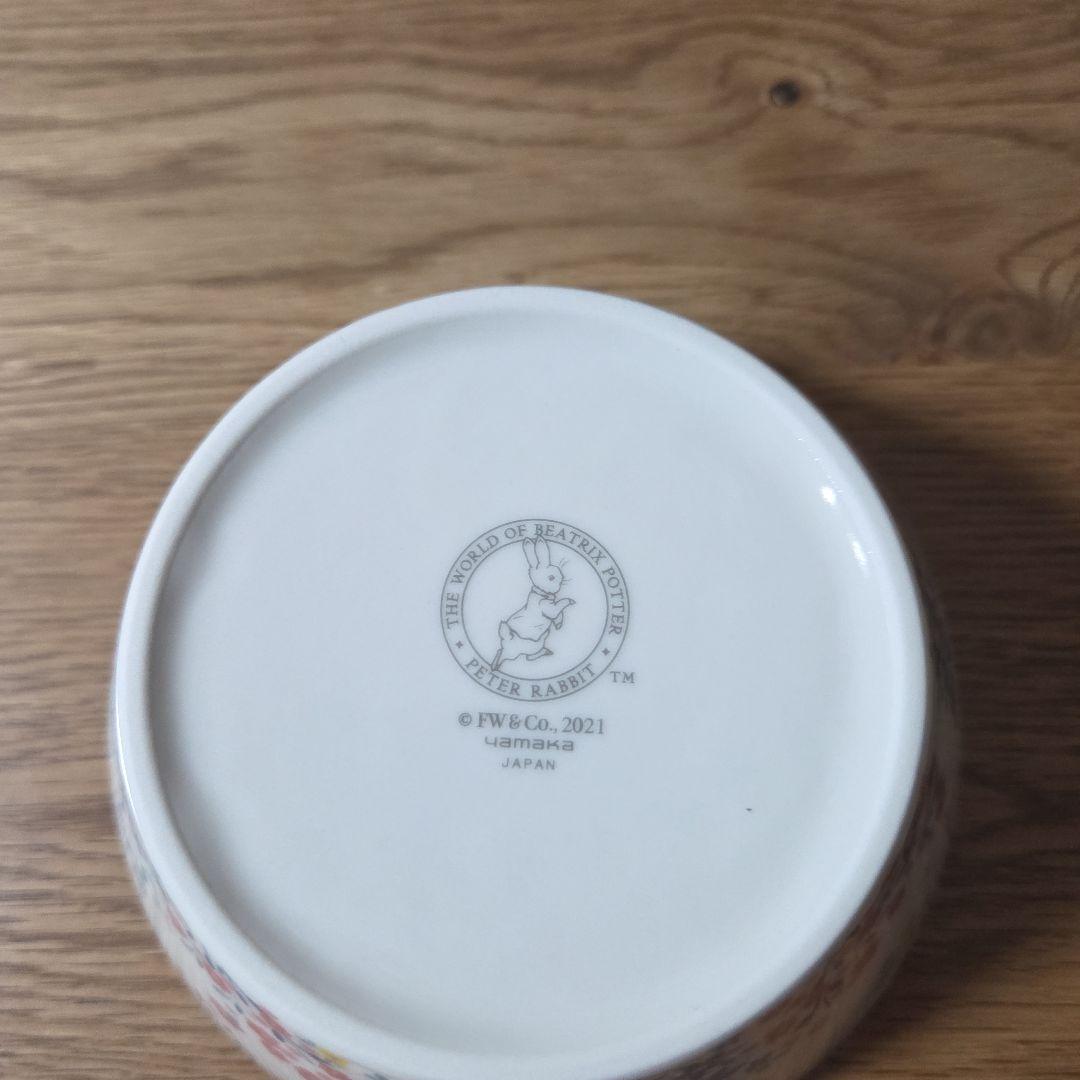 THE WORLD OF BEATRIX POTTER
PETER RABBIT
TM
© FW & Co., 2021
yamaka
JAPAN